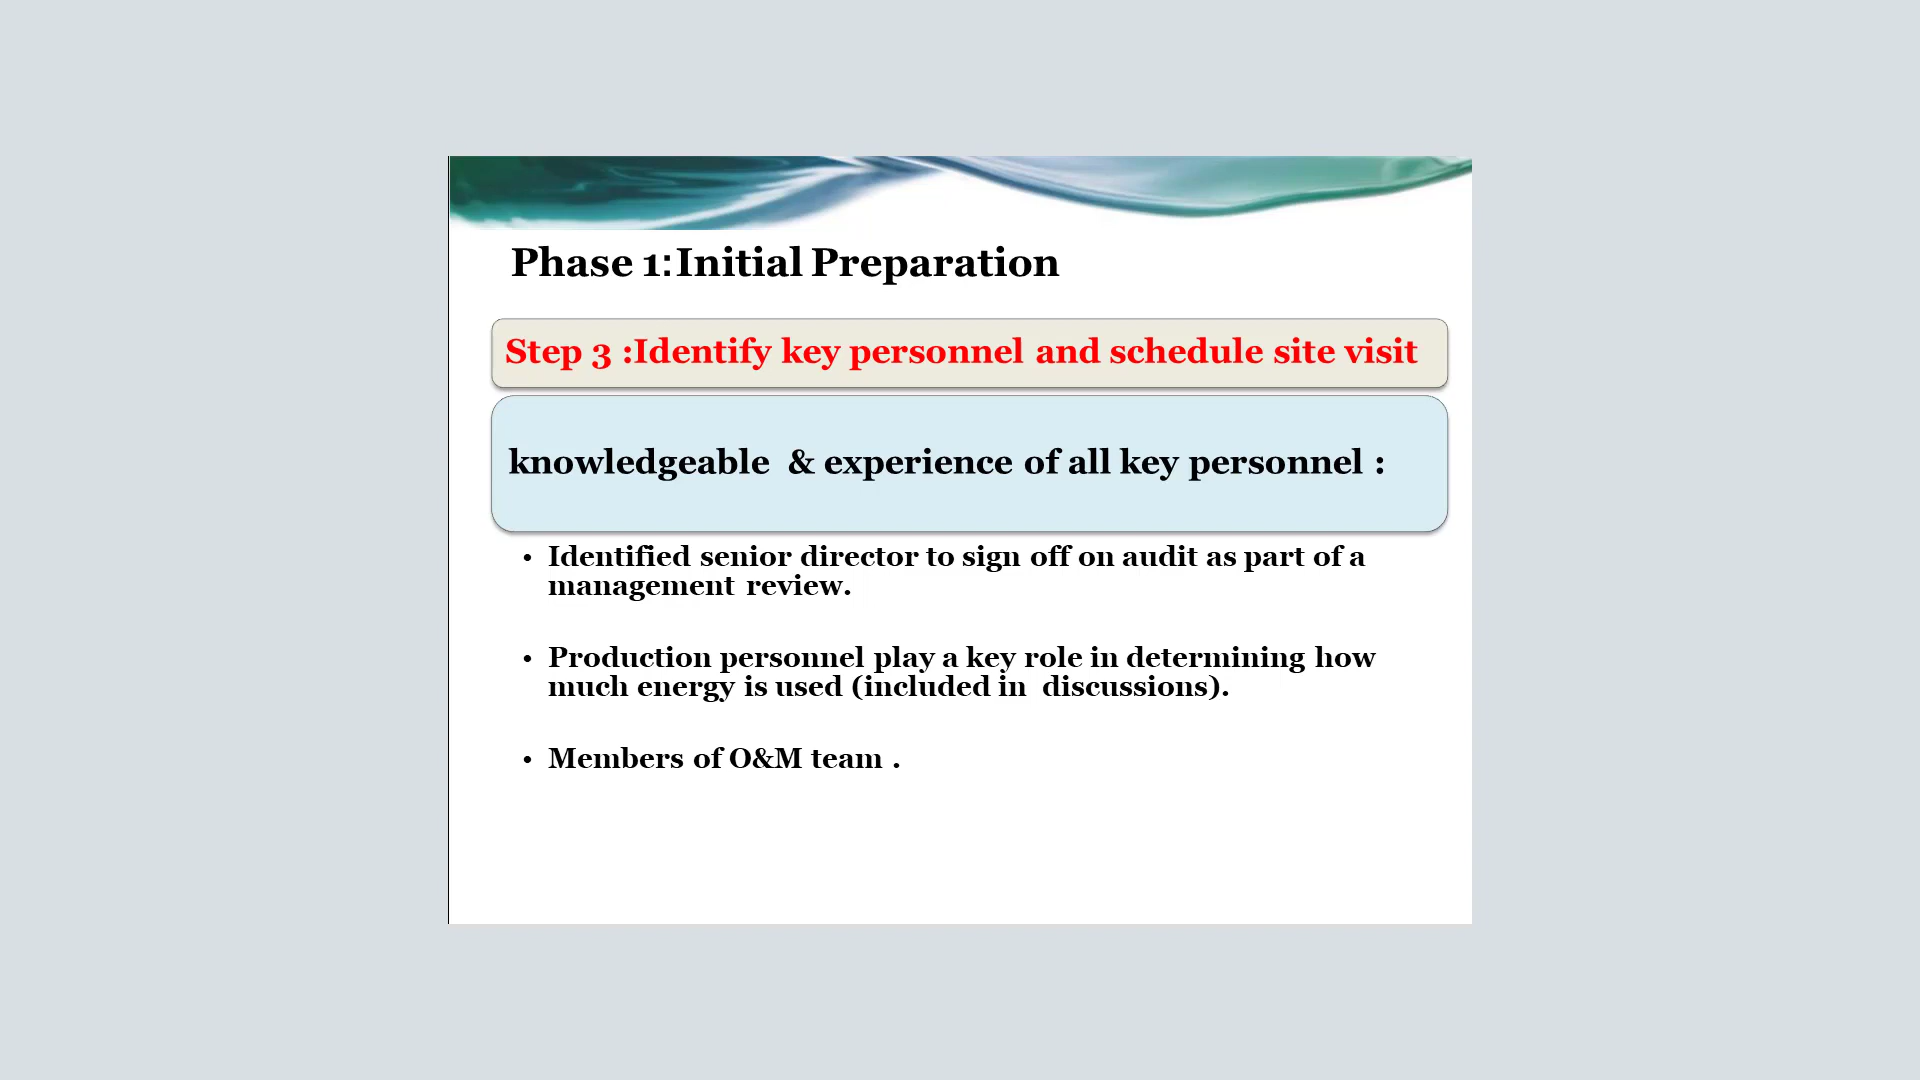 Phase 1:Initial Preparation
Step 3 :Identify key personnel and schedule site visit
knowledgeable & experience of all key personnel :
• Identified senior director to sign off on audit as part of a
management review.
• Production personnel play a key role in determining how
much energy is used (included in discussions).
• Members of O&M team .